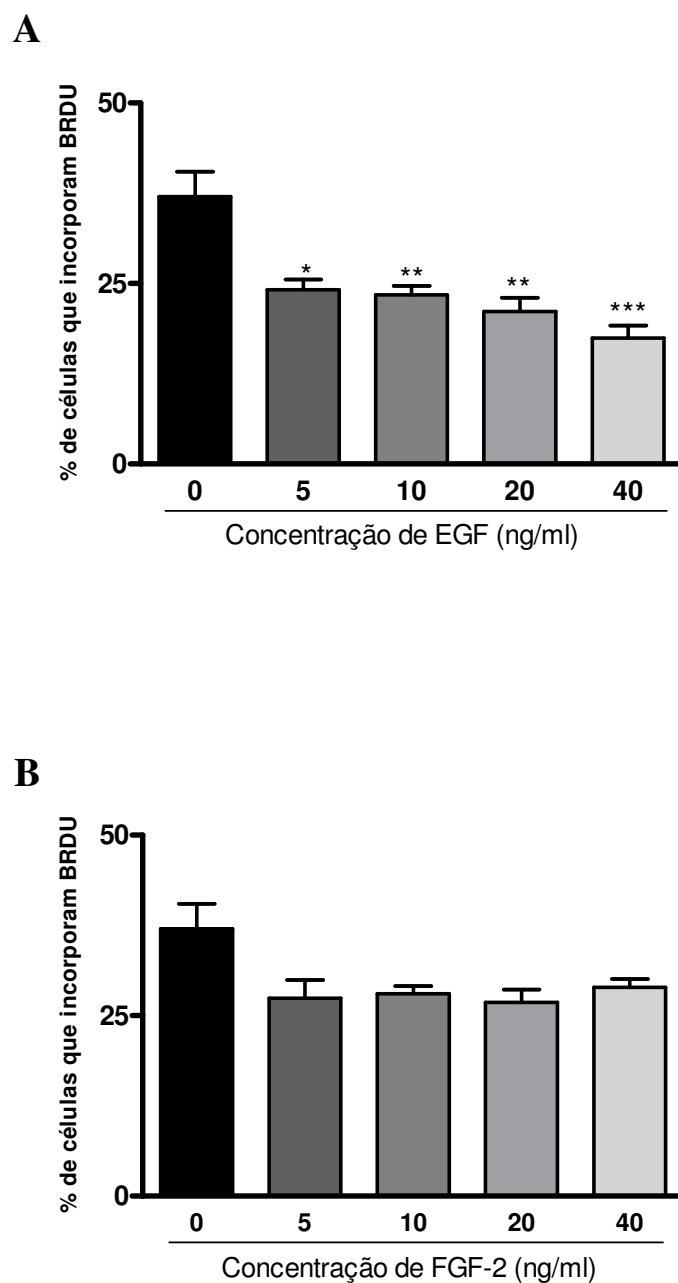 A
% de células que incorporam BRDU
50
25
0
* ** ** ***
0 5 10 20 40
Concentração de EGF (ng/ml)
B
% de células que incorporam BRDU
50
25
0
0 5 10 20 40
Concentração de FGF-2 (ng/ml)